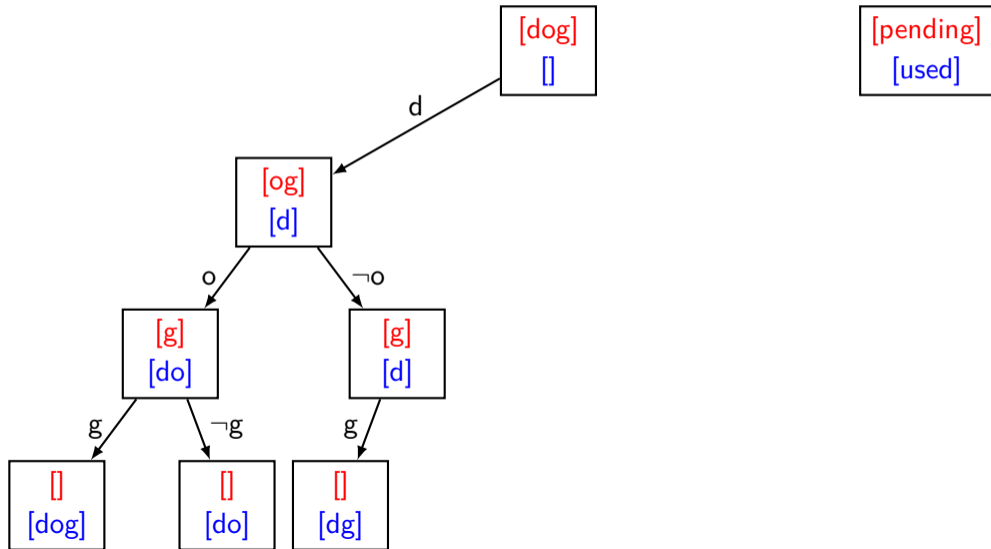 [dog]
[]
[pending]
[used]
d
[og]
[d]
o
¬o
[g]
[do]
[g]
[d]
g
¬g
g
[]
[dog]
[]
[do]
[]
[dg]